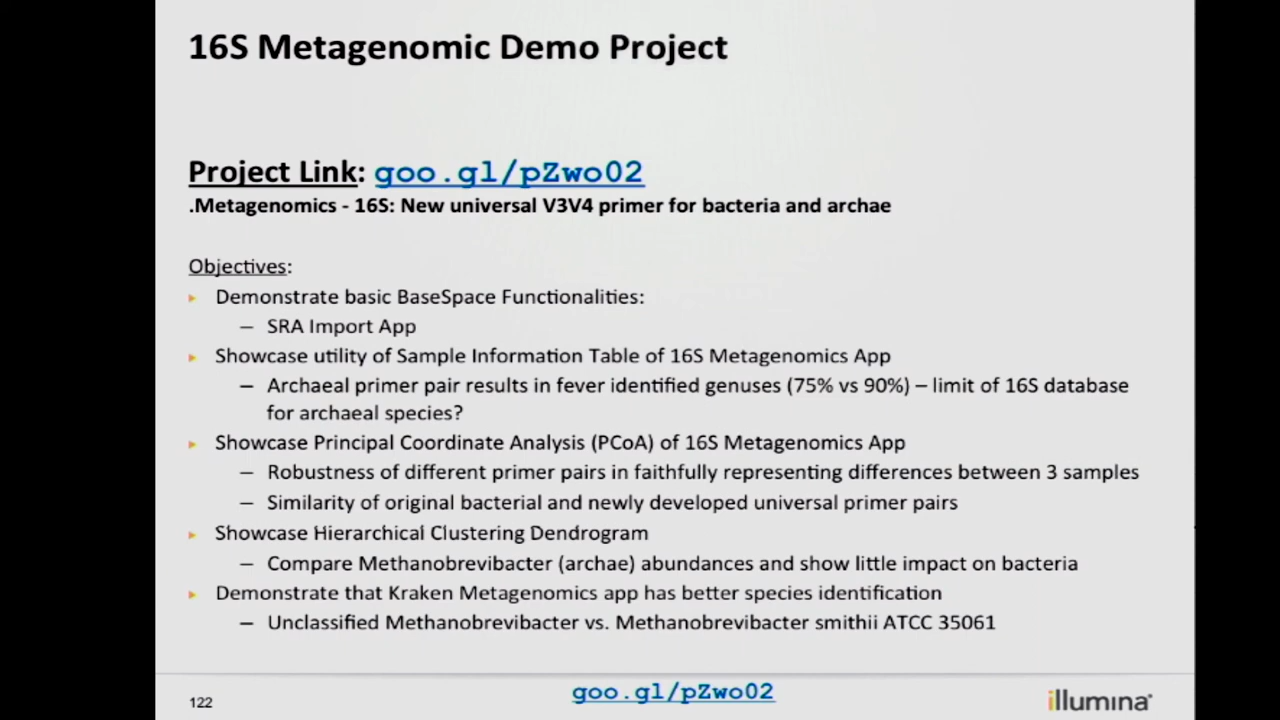 16S Metagenomic Demo Project
Project Link: goo.gl/pZwo02
.Metagenomics - 16S: New universal V3V4 primer for bacteria and archae
Objectives:
Demonstrate basic BaseSpace Functionalities:
– SRA Import App
Showcase utility of Sample Information Table of 16S Metagenomics App
– Archaeal primer pair results in fever identified genuses (75% vs 90%) – limit of 16S database
for archaeal species?
Showcase Principal Coordinate Analysis (PCoA) of 16S Metagenomics App
– Robustness of different primer pairs in faithfully representing differences between 3 samples
– Similarity of original bacterial and newly developed universal primer pairs
Showcase Hierarchical Clustering Dendrogram
– Compare Methanobrevibacter (archae) abundances and show little impact on bacteria
Demonstrate that Kraken Metagenomics app has better species identification
– Unclassified Methanobrevibacter vs. Methanobrevibacter smithii ATCC 35061
122
goo.gl/pZwo02
illumina